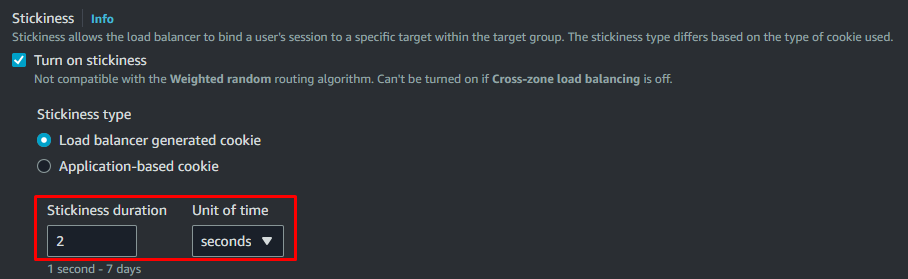 Stickiness Info
Stickiness allows the load balancer to bind a user's session to a specific target within the target group. The stickiness type differs based on the type of cookie used.
Turn on stickiness
Not compatible with the Weighted random routing algorithm. Can't be turned on if Cross-zone load balancing is off.
Stickiness type
Load balancer generated cookie
Application-based cookie
Stickiness duration Unit of time
2 seconds
1 second - 7 days